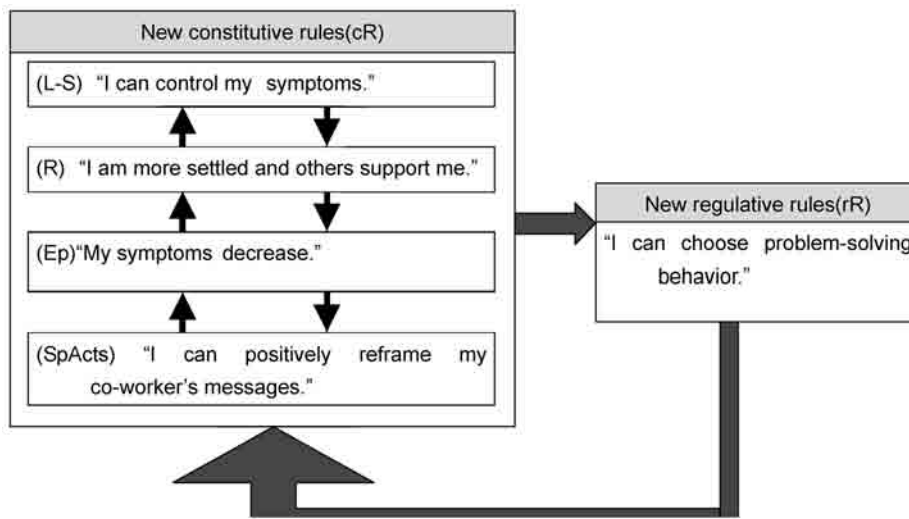 New constitutive rules(cR)
(L-S) “I can control my symptoms.”
(R) “I am more settled and others support me.”
(Ep)“My symptoms decrease.”
(SpActs) “I can positively reframe my
co-worker’s messages.”
New regulative rules(rR)
“I can choose problem-solving
behavior.”